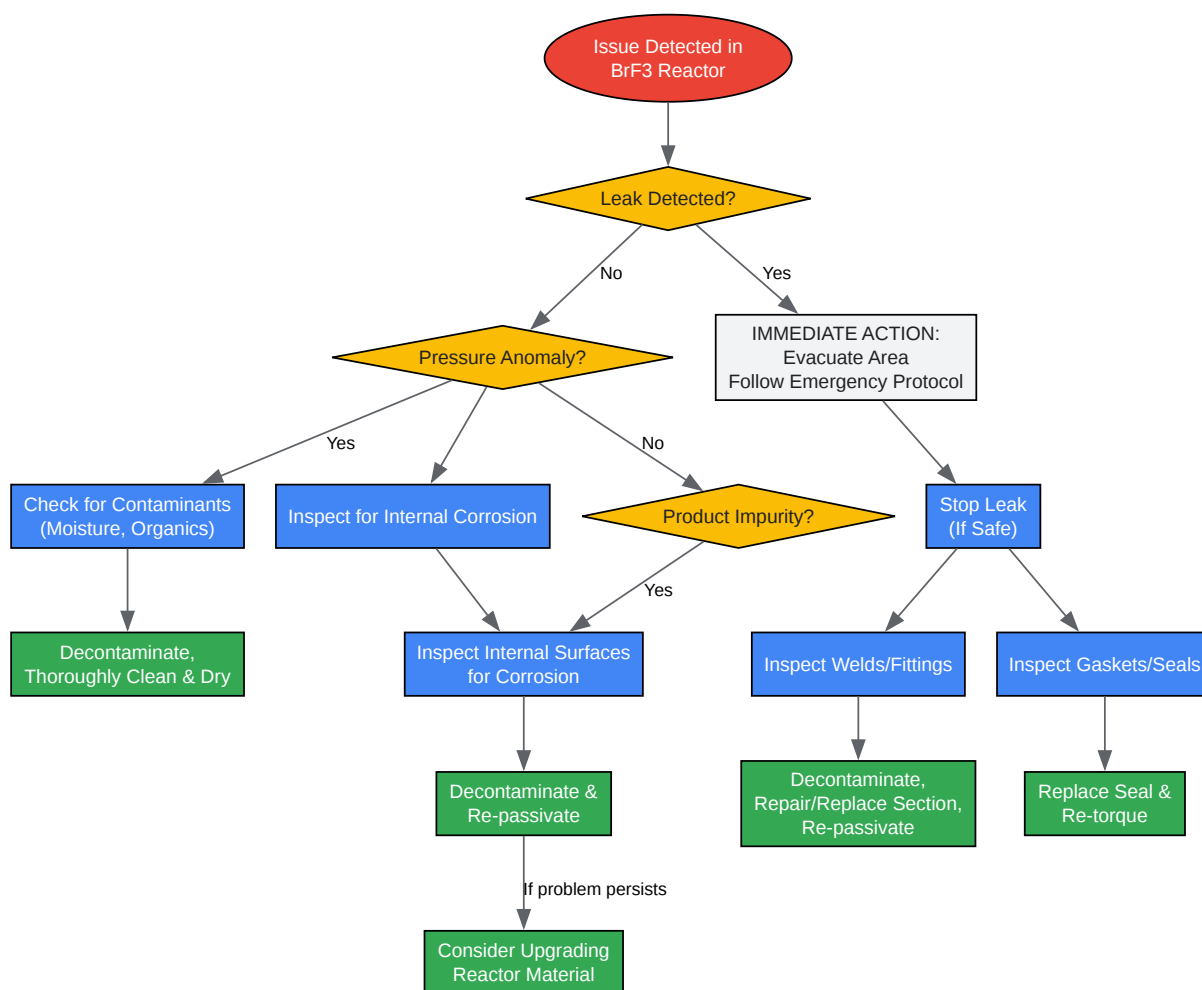 Issue Detected in
BrF3 Reactor
Leak Detected?
No
Yes
Pressure Anomaly?
IMMEDIATE ACTION:
Evacuate Area
Follow Emergency Protocol
Yes
No
Check for Contaminants
(Moisture, Organics)
Inspect for Internal Corrosion
Product Impurity?
Stop Leak
(If Safe)
Yes
Decontaminate,
Thoroughly Clean & Dry
Inspect Internal Surfaces
for Corrosion
Inspect Welds/Fittings
Inspect Gaskets/Seals
Decontaminate &
Re-passivate
Decontaminate,
Repair/Replace Section,
Re-passivate
Replace Seal &
Re-torque
If problem persists
Consider Upgrading
Reactor Material